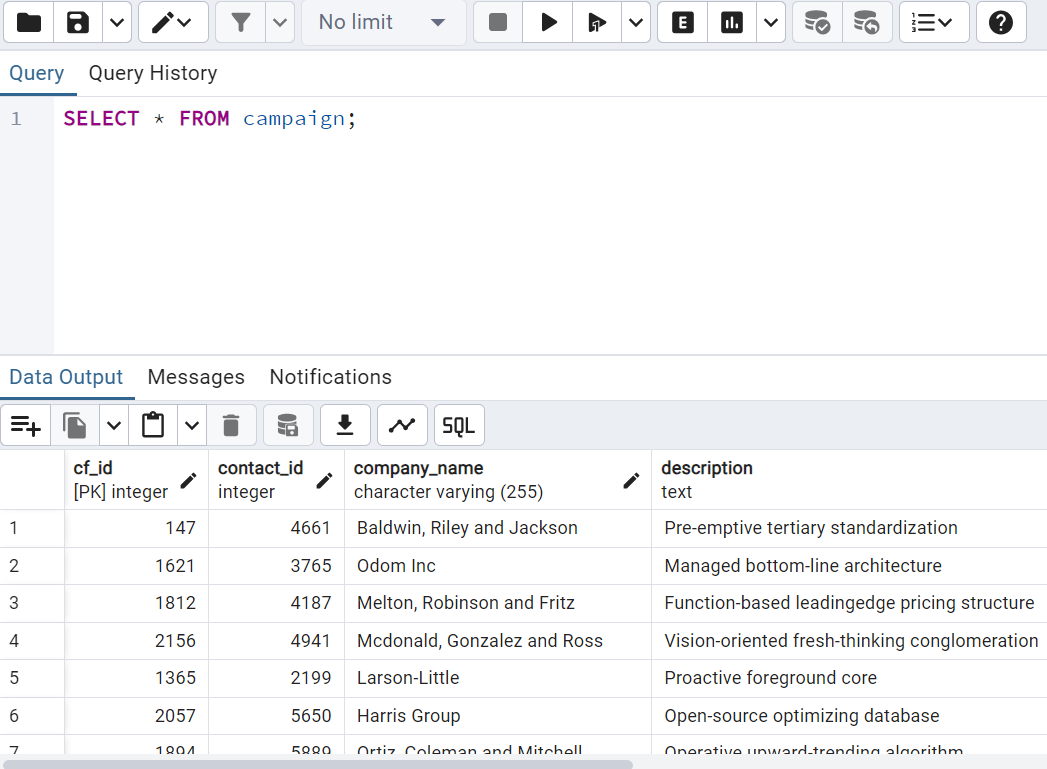 No limit
E
Query Query History
1 SELECT * FROM campaign;
Data Output Messages Notifications
SQL
cf_id contact_id company_name description
[PK] integer integer character varying (255) text
1 147 4661 Baldwin, Riley and Jackson Pre-emptive tertiary standardization
2 1621 3765 Odom Inc Managed bottom-line architecture
3 1812 4187 Melton, Robinson and Fritz Function-based leadingedge pricing structure
4 2156 4941 Mcdonald, Gonzalez and Ross Vision-oriented fresh-thinking conglomeration
5 1365 2199 Larson-Little Proactive foreground core
6 2057 5650 Harris Group Open-source optimizing database
7 1894 5889 Ortiz, Coleman and Mitchell Operative upward-trending algorithm